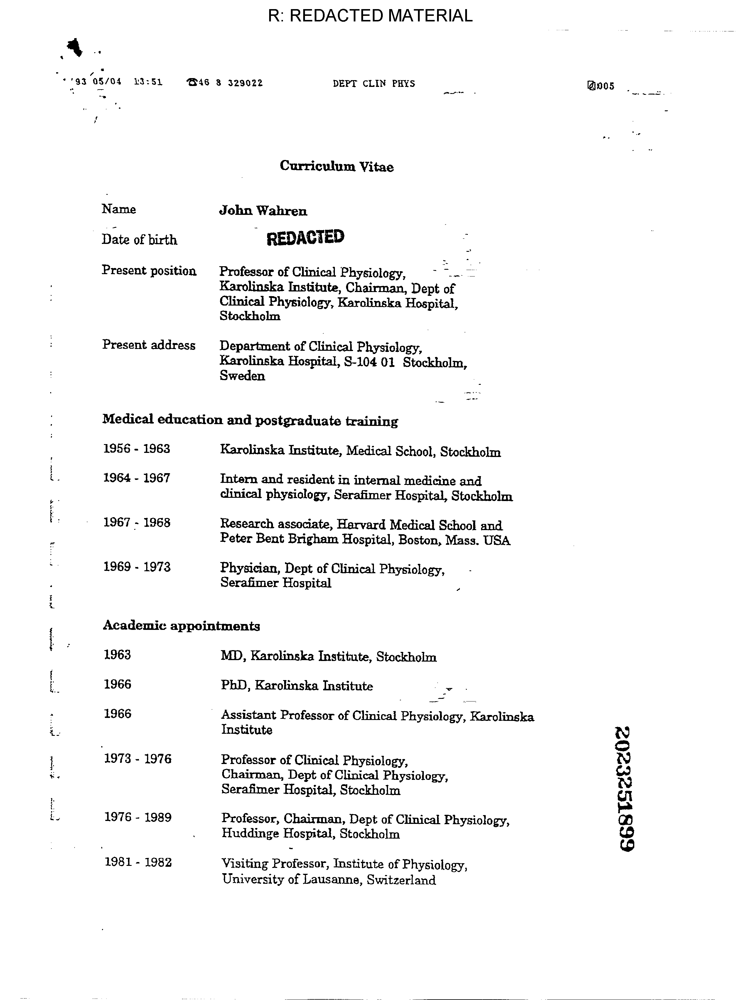 R: REDACTED MATERIAL
'93 05/04 13:51 ☎46 8 329022 DEPT CLIN PHYS 005
Curriculum Vitae
Name John Wahren
Date of birth REDACTED
Present position Professor of Clinical Physiology,
Karolinska Institute, Chairman, Dept of
Clinical Physiology, Karolinska Hospital,
Stockholm
Present address Department of Clinical Physiology,
Karolinska Hospital, S-104 01 Stockholm,
Sweden
Medical education and postgraduate training
1956 - 1963 Karolinska Institute, Medical School, Stockholm
1964 - 1967 Intern and resident in internal medicine and
clinical physiology, Serafimer Hospital, Stockholm
1967 - 1968 Research associate, Harvard Medical School and
Peter Bent Brigham Hospital, Boston, Mass. USA
1969 - 1973 Physician, Dept of Clinical Physiology,
Serafimer Hospital
Academic appointments
1963 MD, Karolinska Institute, Stockholm
1966 PhD, Karolinska Institute
1966 Assistant Professor of Clinical Physiology, Karolinska
Institute
1973 - 1976 Professor of Clinical Physiology,
Chairman, Dept of Clinical Physiology,
Serafimer Hospital, Stockholm
1976 - 1989 Professor, Chairman, Dept of Clinical Physiology,
Huddinge Hospital, Stockholm
1981 - 1982 Visiting Professor, Institute of Physiology,
University of Lausanne, Switzerland
2023251899